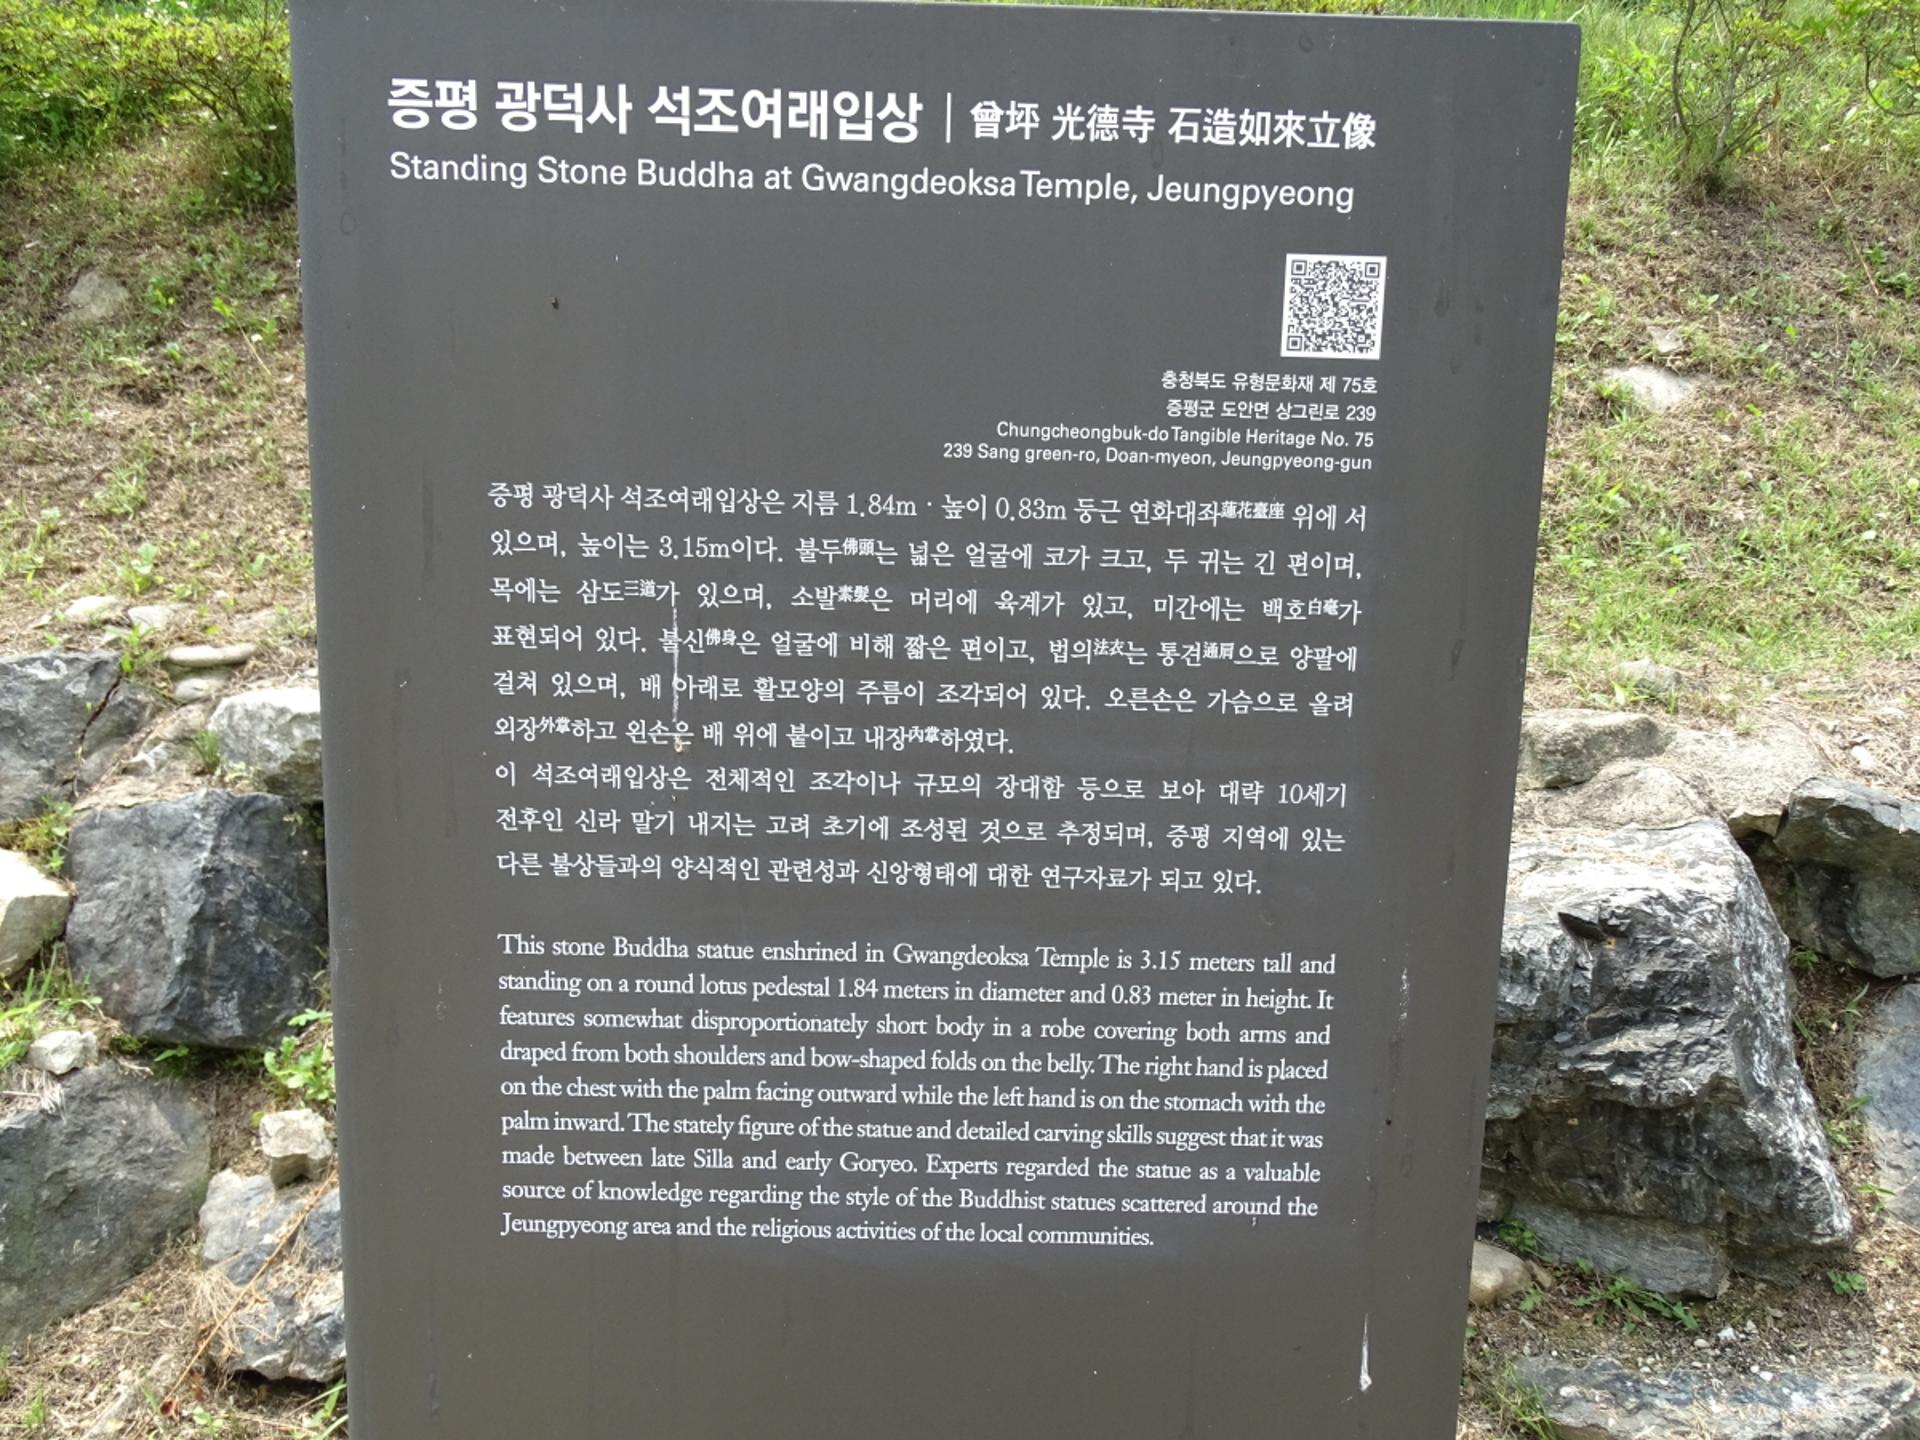 증평 광덕사 석조여래입상 | 曾坪 光德寺 石造如來立像
Standing Stone Buddha at Gwangdeoksa Temple, Jeungpyeong
충청북도 유형문화재 제 75호
증평군 도안면 상그린로 239
Chungcheongbuk-do Tangible Heritage No. 75
239 Sang green-ro, Doan-myeon, Jeungpyeong-gun
증평 광덕사 석조여래입상은 지름 1.84m · 높이 0.83m 둥근 연화대좌蓮花臺座 위에 서
있으며, 높이는 3.15m이다. 불두佛頭는 넓은 얼굴에 코가 크고, 두 귀는 긴 편이며,
목에는 삼도三道가 있으며, 소발素髮은 머리에 육계가 있고, 미간에는 백호白毫가
표현되어 있다. 불신佛身은 얼굴에 비해 짧은 편이고, 법의法衣는 통견通肩으로 양팔에
걸쳐 있으며, 배 아래로 활모양의 주름이 조각되어 있다. 오른손은 가슴으로 올려
외장外掌하고 왼손은 배 위에 붙이고 내장內掌하였다.
이 석조여래입상은 전체적인 조각이나 규모의 장대함 등으로 보아 대략 10세기
전후인 신라 말기 내지는 고려 초기에 조성된 것으로 추정되며, 증평 지역에 있는
다른 불상들과의 양식적인 관련성과 신앙형태에 대한 연구자료가 되고 있다.
This stone Buddha statue enshrined in Gwangdeoksa Temple is 3.15 meters tall and
standing on a round lotus pedestal 1.84 meters in diameter and 0.83 meter in height. It
features somewhat disproportionately short body in a robe covering both arms and
draped from both shoulders and bow-shaped folds on the belly. The right hand is placed
on the chest with the palm facing outward while the left hand is on the stomach with the
palm inward. The stately figure of the statue and detailed carving skills suggest that it was
made between late Silla and early Goryeo. Experts regarded the statue as a valuable
source of knowledge regarding the style of the Buddhist statues scattered around the
Jeungpyeong area and the religious activities of the local communities.